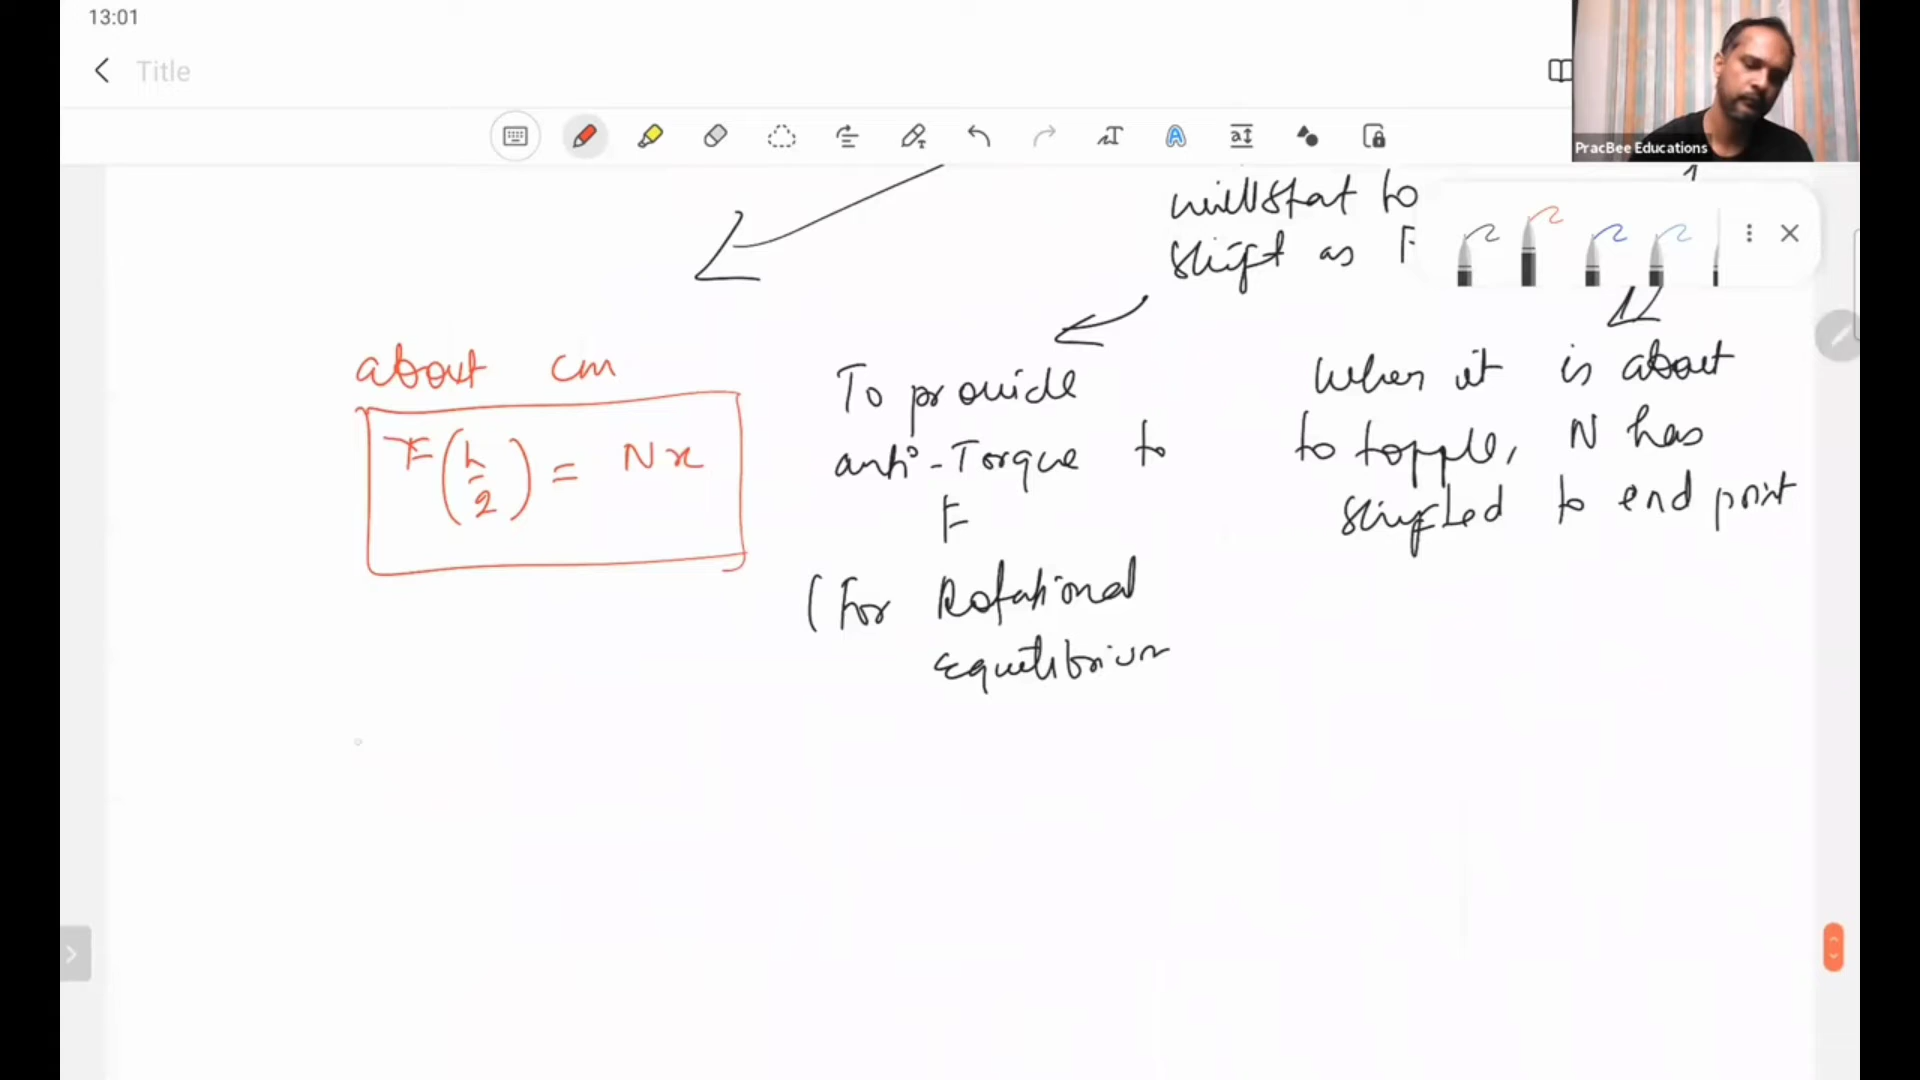 13:01
Title
PracBee Educations
will start to
shift as F
about cm
F(h/2) = Nx
To provide
anti-Torque to
F
(For Rotational
Equilibrium
When it is about
to topple, N has
shifted to end point